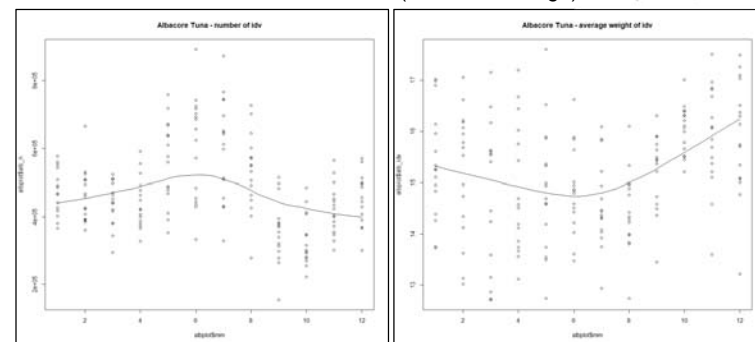 Albacore Tuna - number of idv
Albacore Tuna - average weight of idv
8e+05
6e+05
4e+05
2e+05
2 4 6 8 10 12
17
16
15
14
13
2 4 6 8 10 12